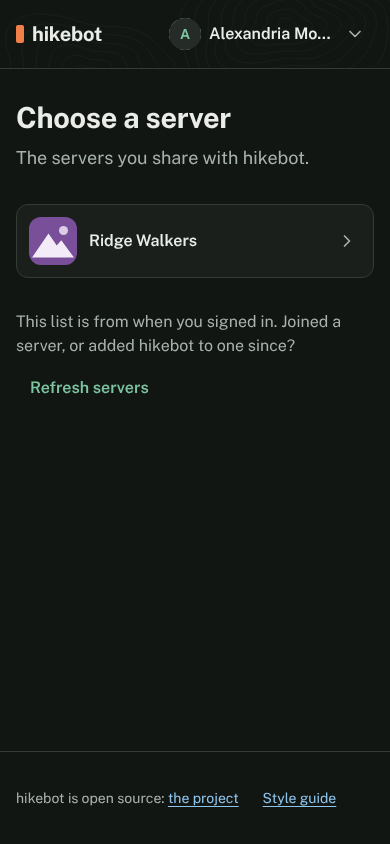 hikebot
A
Alexandria Mo...
Choose a server
The servers you share with hikebot.
Ridge Walkers
This list is from when you signed in. Joined a
server, or added hikebot to one since?
Refresh servers
hikebot is open source: the project
Style guide